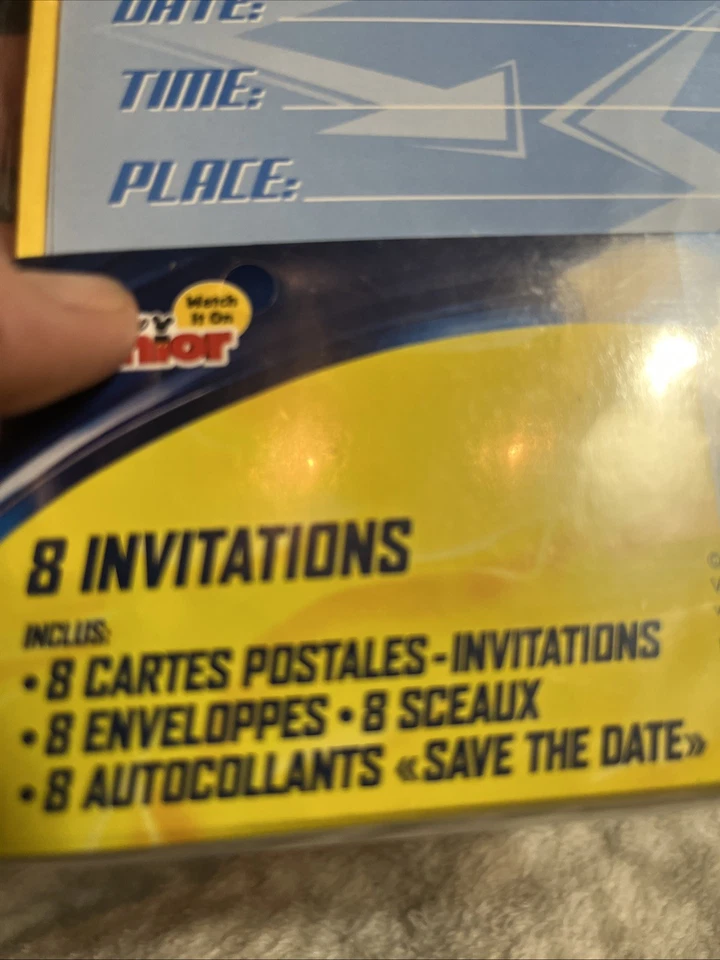 DATE:
TIME:
PLACE:
Watch
It On
nior
8 INVITATIONS
INCLUS:
• 8 CARTES POSTALES-INVITATIONS
• 8 ENVELOPPES • 8 SCEAUX
• 8 AUTOCOLLANTS «SAVE THE DATE»